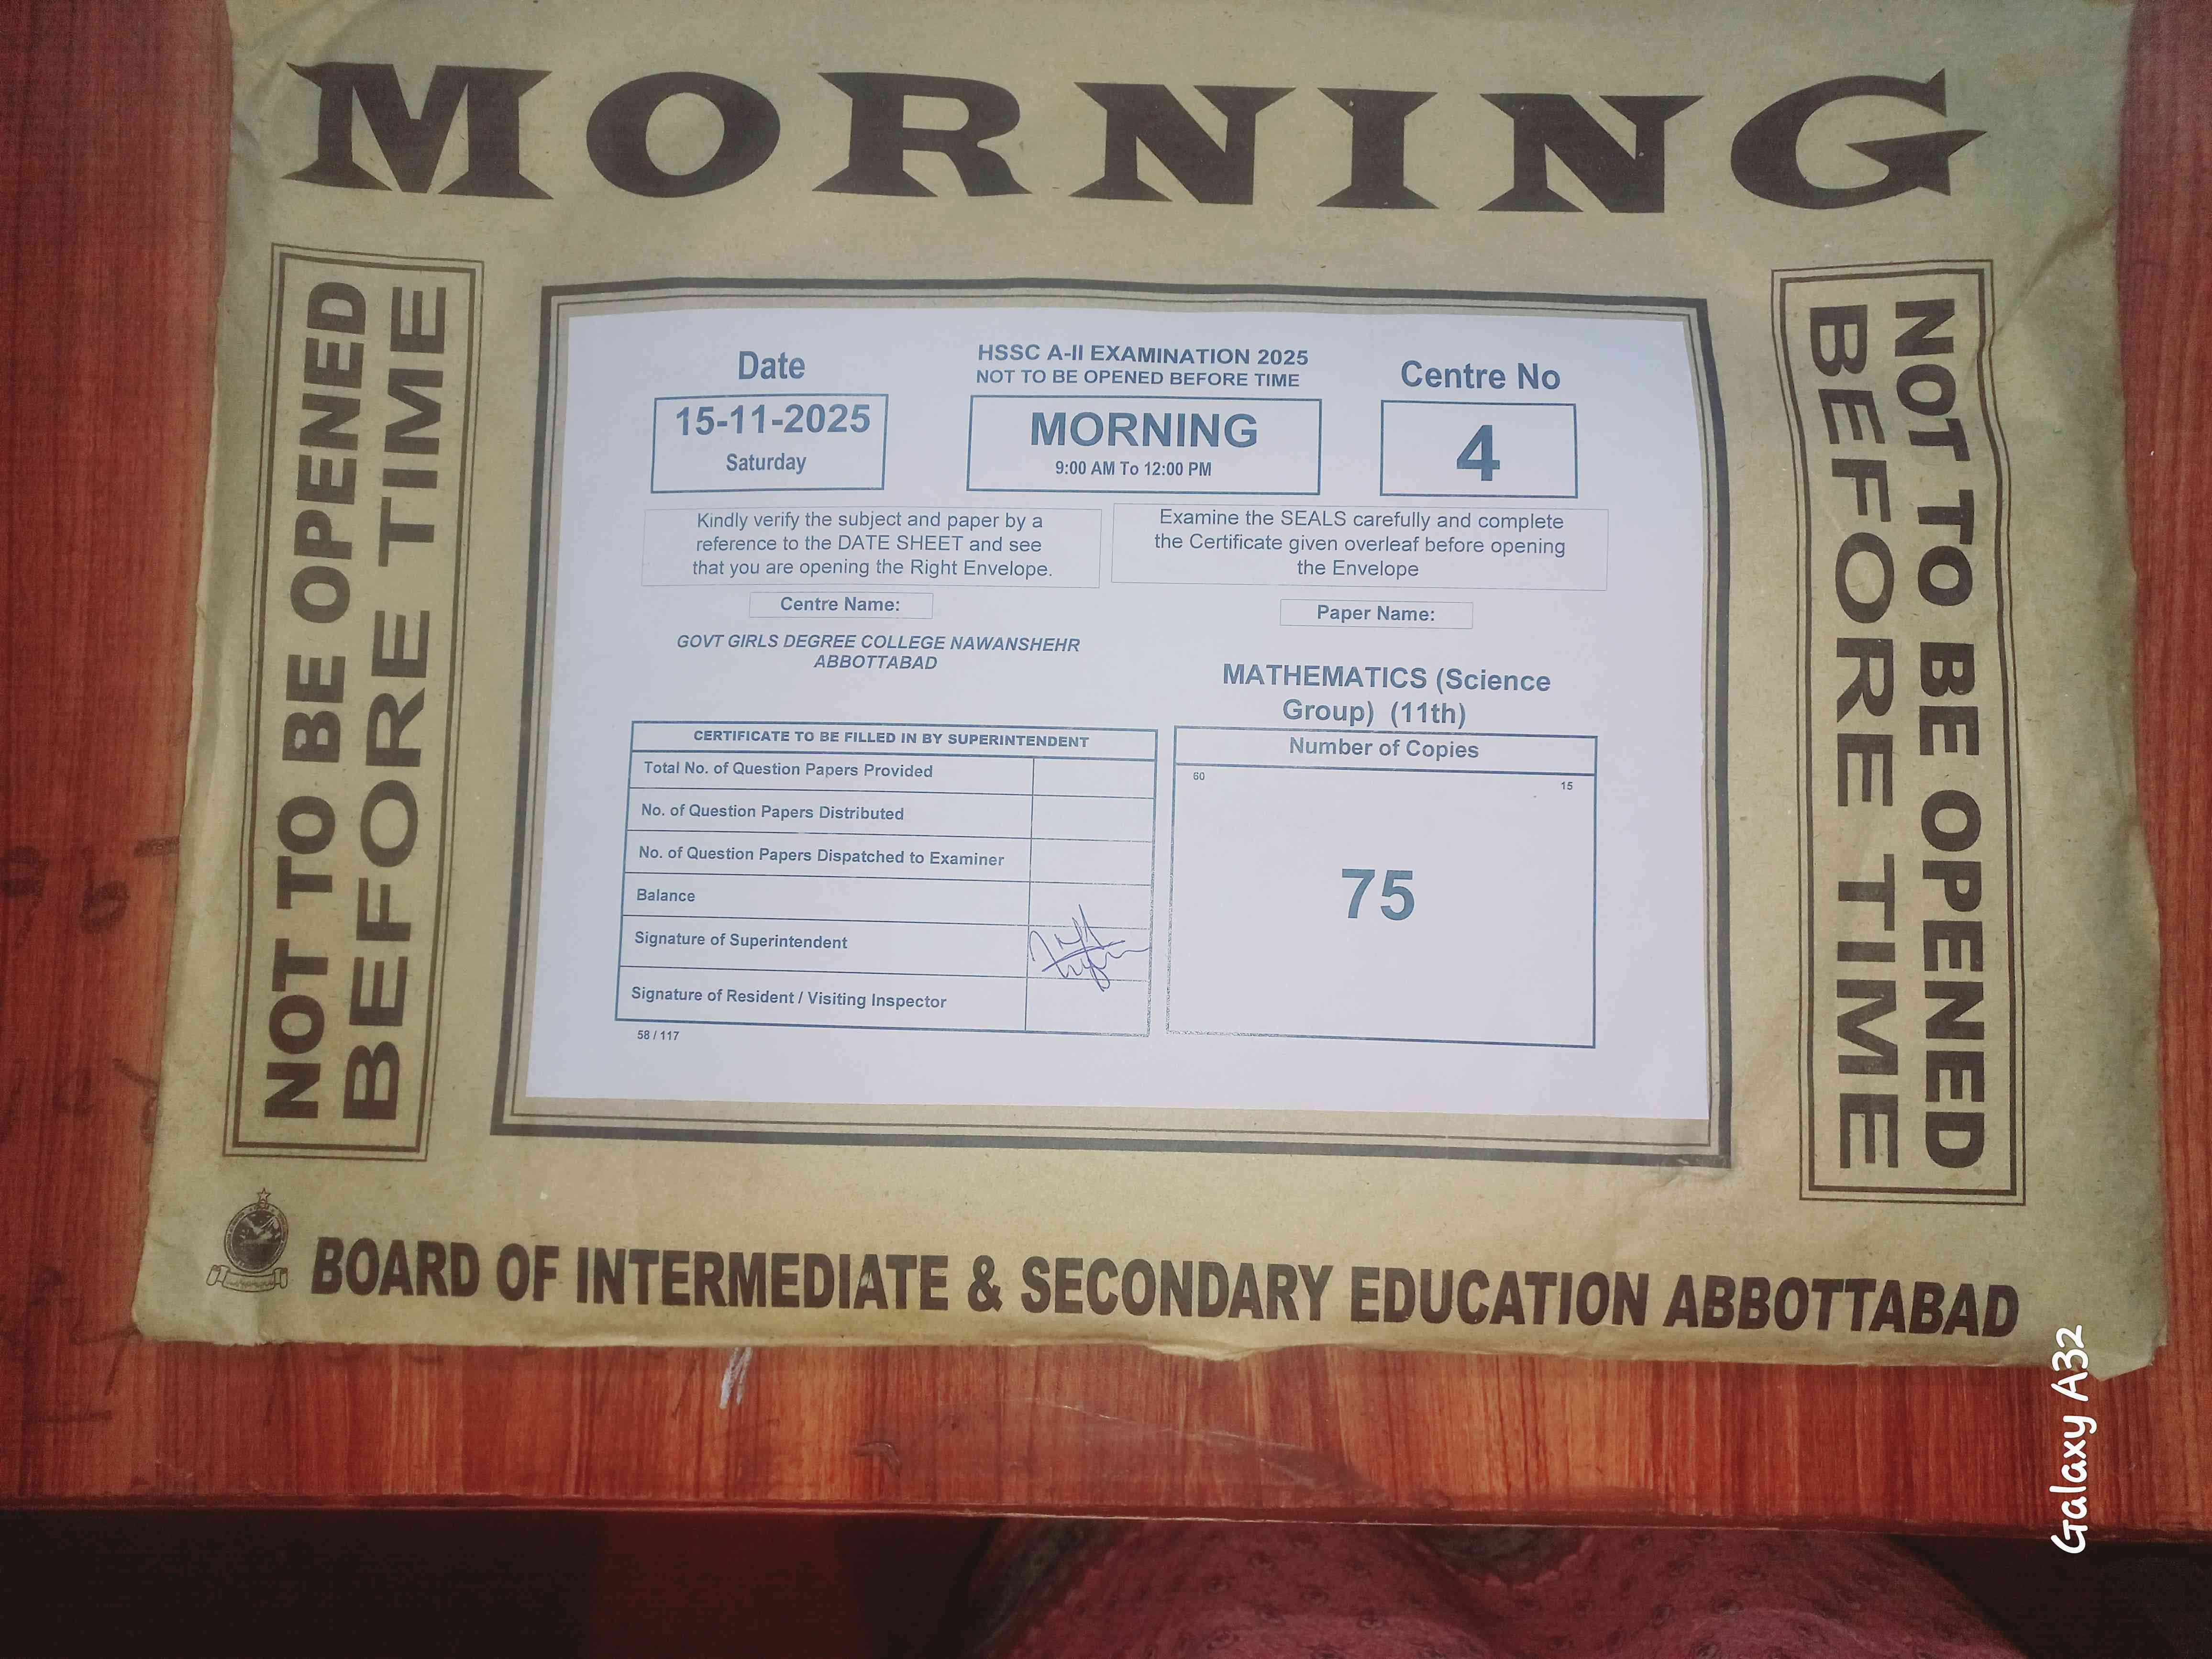 MORNING
NOT TO BE OPENED
BEFORE TIME
Date
15-11-2025
Saturday
HSSC A-II EXAMINATION 2025
NOT TO BE OPENED BEFORE TIME
MORNING
9:00 AM To 12:00 PM
Centre No
4
Kindly verify the subject and paper by a
reference to the DATE SHEET and see
that you are opening the Right Envelope.
Examine the SEALS carefully and complete
the Certificate given overleaf before opening
the Envelope
Centre Name:
GOVT GIRLS DEGREE COLLEGE NAWANSHEHR
ABBOTTABAD
Paper Name:
MATHEMATICS (Science
Group) (11th)
CERTIFICATE TO BE FILLED IN BY SUPERINTENDENT
Total No. of Question Papers Provided
No. of Question Papers Distributed
No. of Question Papers Dispatched to Examiner
Balance
Signature of Superintendent
Signature of Resident / Visiting Inspector
58 / 117
Number of Copies
60 15
75
NOT TO BE OPENED
BEFORE TIME
BOARD OF INTERMEDIATE & SECONDARY EDUCATION ABBOTTABAD
Galaxy A32